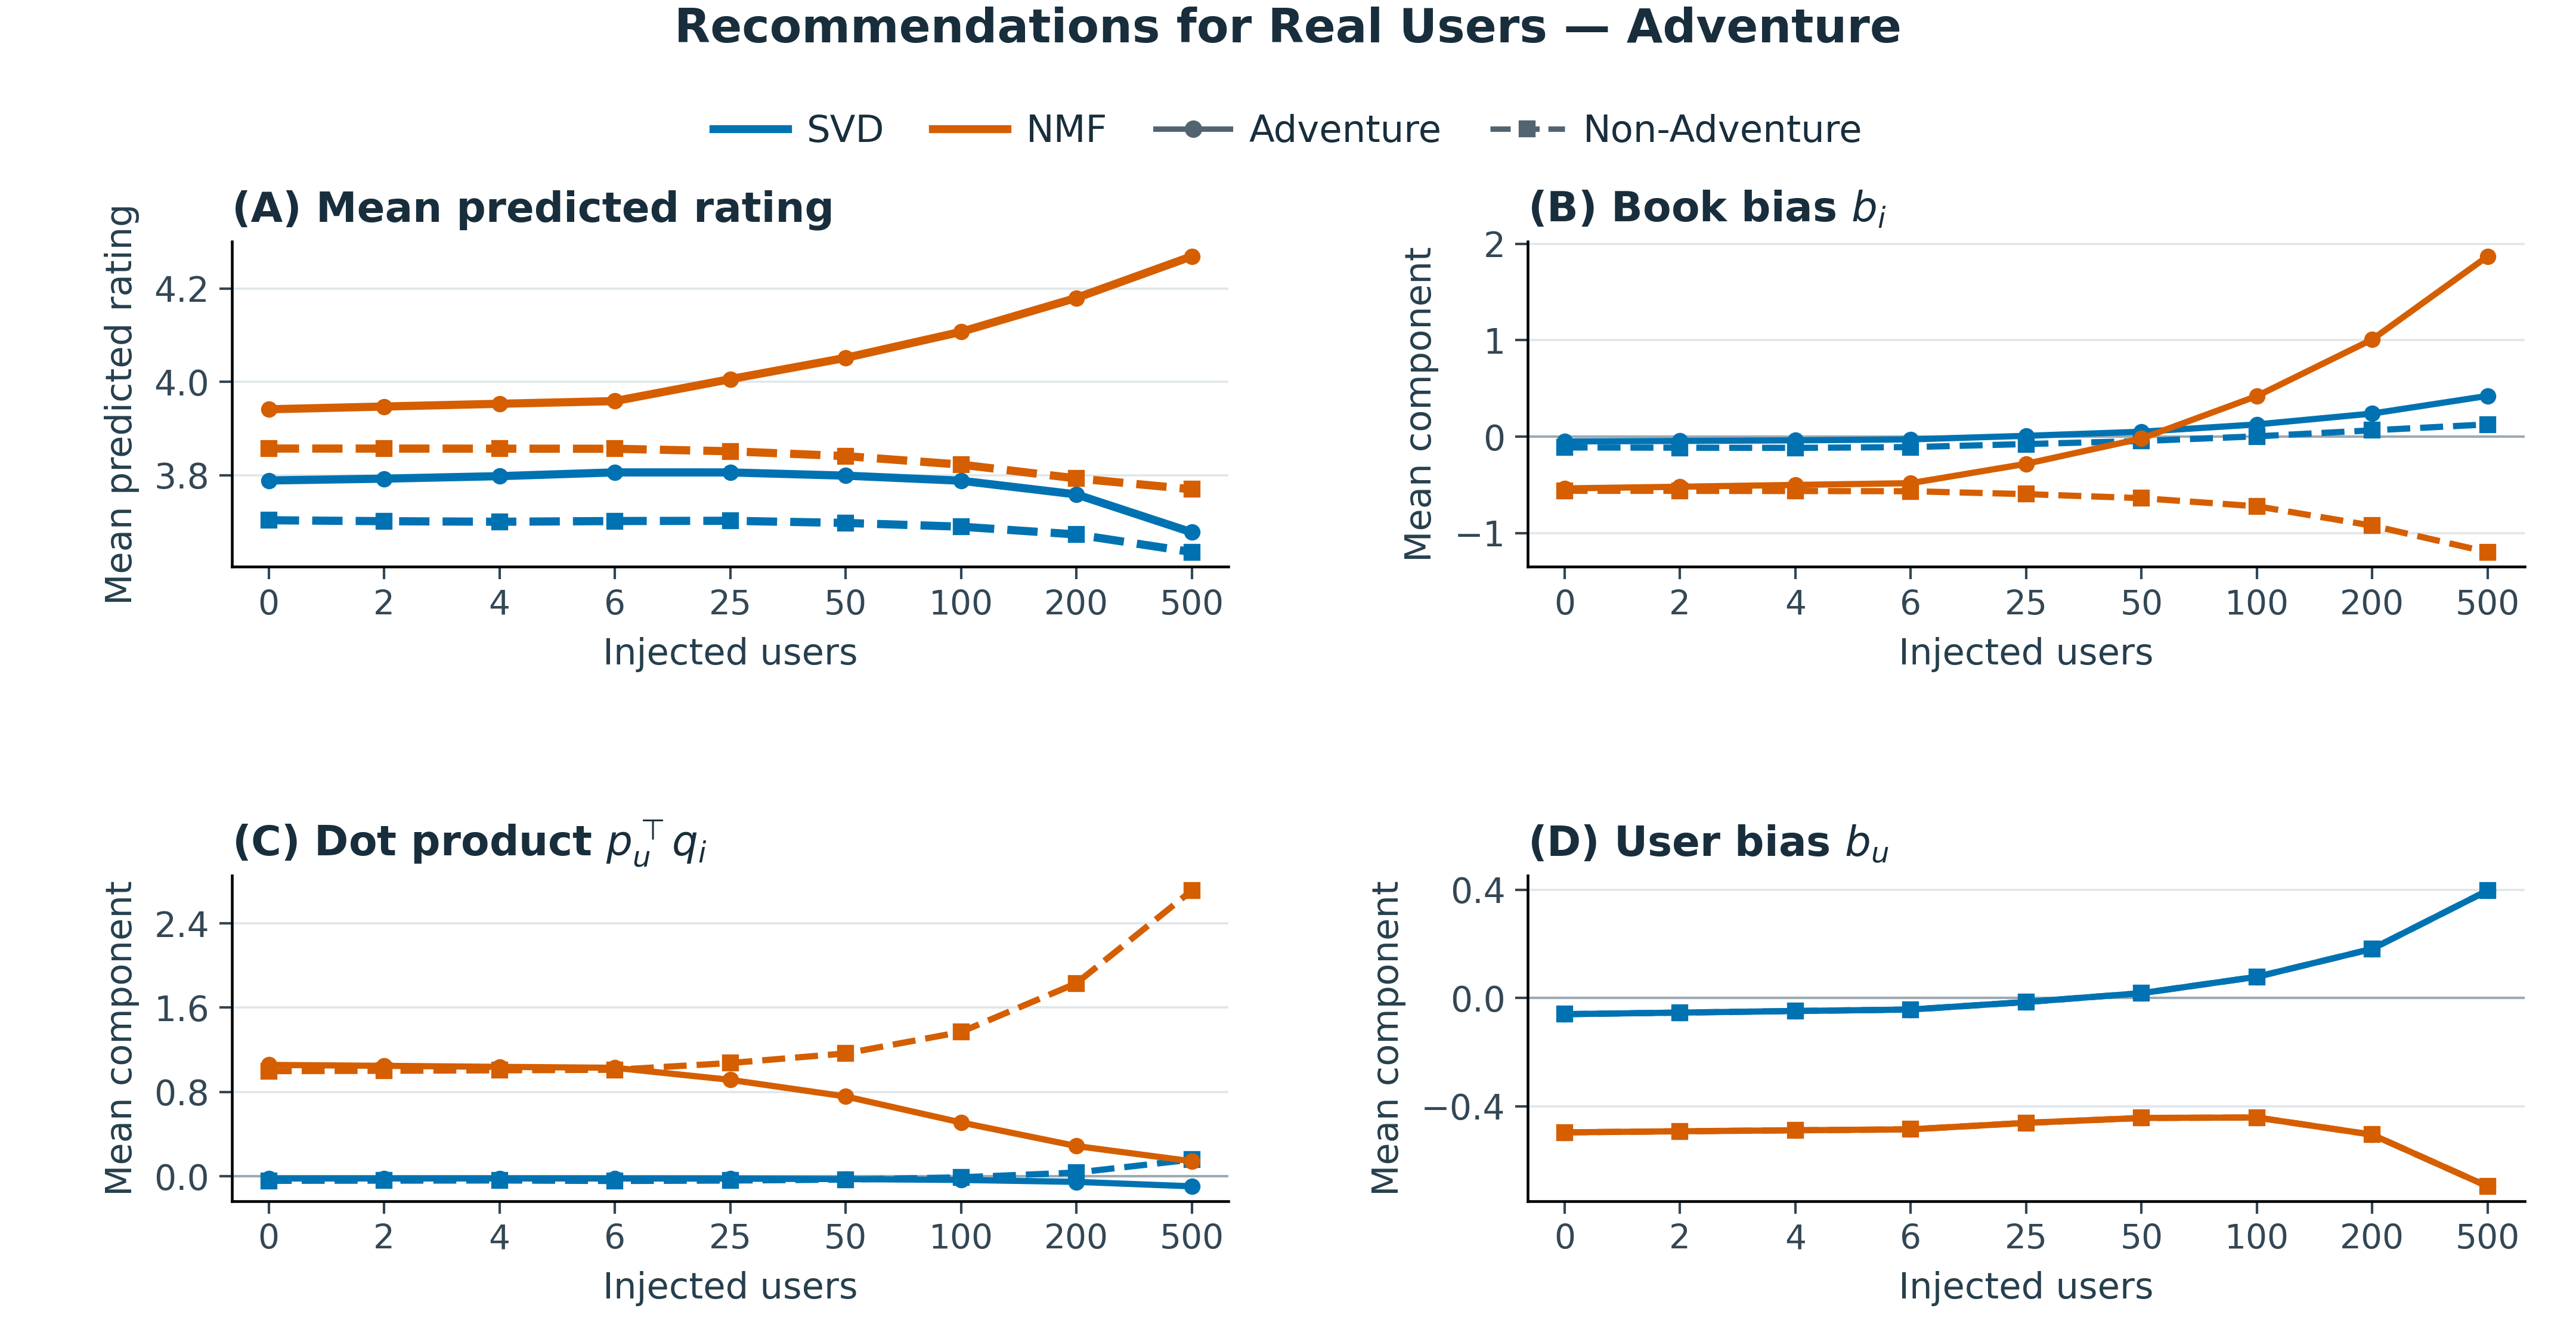 Recommendations for Real Users — Adventure
SVD NMF Adventure Non-Adventure
(A) Mean predicted rating
Mean predicted rating
4.2
4.0
3.8
0 2 4 6 25 50 100 200 500
Injected users
(B) Book bias b_i
Mean component
2
1
0
−1
0 2 4 6 25 50 100 200 500
Injected users
(C) Dot product p_u^⊤ q_i
Mean component
2.4
1.6
0.8
0.0
0 2 4 6 25 50 100 200 500
Injected users
(D) User bias b_u
Mean component
0.4
0.0
−0.4
0 2 4 6 25 50 100 200 500
Injected users